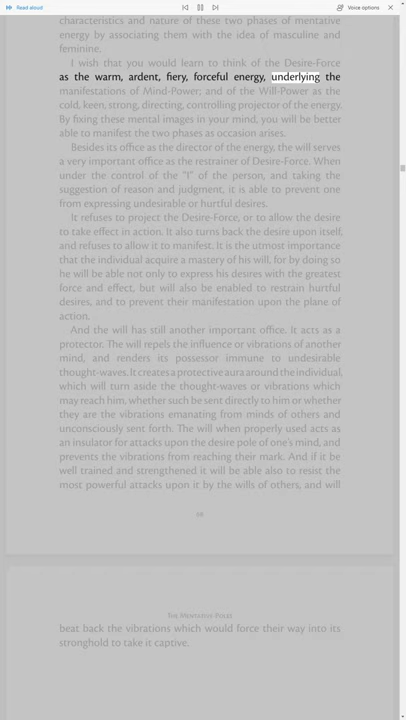 Read aloud
Voice options
characteristics and nature of these two phases of mentative
energy by associating them with the idea of masculine and
feminine.
I wish that you would learn to think of the Desire-Force
as the warm, ardent, fiery, forceful energy, underlying the
manifestations of Mind-Power; and of the Will-Power as the
cold, keen, strong, directing, controlling projector of the energy.
By fixing these mental images in your mind, you will be better
able to manifest the two phases as occasion arises.
Besides its office as the director of the energy, the will serves
a very important office as the restrainer of Desire-Force. When
under the control of the "I" of the person, and taking the
suggestion of reason and judgment, it is able to prevent one
from expressing undesirable or hurtful desires.
It refuses to project the Desire-Force, or to allow the desire
to take effect in action. It also turns back the desire upon itself,
and refuses to allow it to manifest. It is the utmost importance
that the individual acquire a mastery of his will, for by doing so
he will be able not only to express his desires with the greatest
force and effect, but will also be enabled to restrain hurtful
desires, and to prevent their manifestation upon the plane of
action.
And the will has still another important office. It acts as a
protector. The will repels the influence or vibrations of another
mind, and renders its possessor immune to undesirable
thought-waves. It creates a protective aura around the individual,
which will turn aside the thought-waves or vibrations which
may reach him, whether such be sent directly to him or whether
they are the vibrations emanating from minds of others and
unconsciously sent forth. The will when properly used acts as
an insulator for attacks upon the desire pole of one's mind, and
prevents the vibrations from reaching their mark. And if it be
well trained and strengthened it will be able also to resist the
most powerful attacks upon it by the wills of others, and will
The Mentative Poles
beat back the vibrations which would force their way into its
stronghold to take it captive.